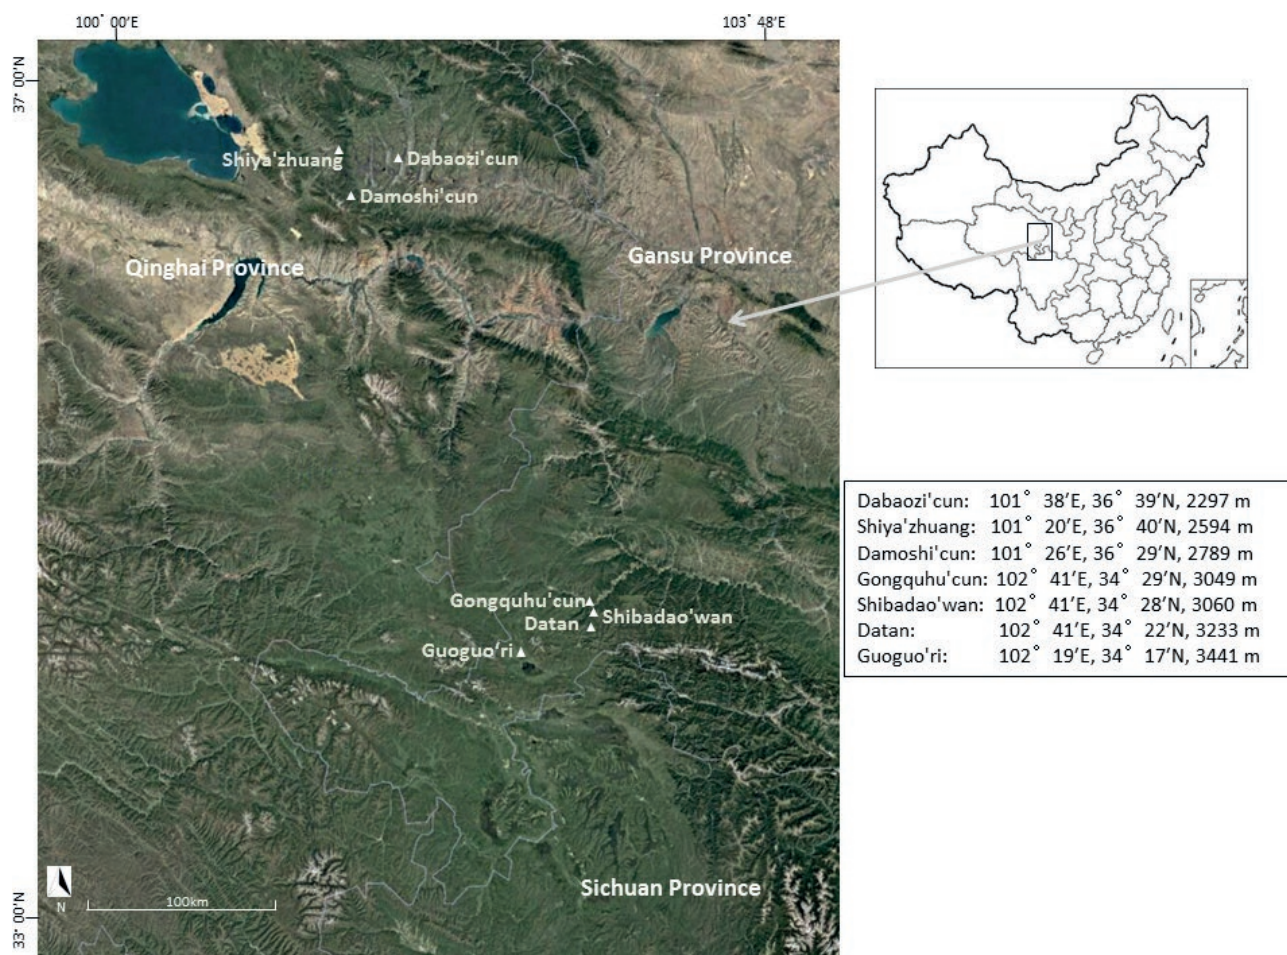 100° 00′E
103° 48′E
37° 00′N
Shiya'zhuang
Dabaozi'cun
Damoshi'cun
Gansu Province
Qinghai Province
Dabaozi'cun: 101° 38′E, 36° 39′N, 2297 m
Shiya'zhuang: 101° 20′E, 36° 40′N, 2594 m
Damoshi'cun: 101° 26′E, 36° 29′N, 2789 m
Gongquhu'cun: 102° 41′E, 34° 29′N, 3049 m
Shibadao'wan: 102° 41′E, 34° 28′N, 3060 m
Datan: 102° 41′E, 34° 22′N, 3233 m
Guoguo'ri: 102° 19′E, 34° 17′N, 3441 m
Gongquhu'cun
Shibadao'wan
Datan
Guoguo'ri
Sichuan Province
N
100km
33° 00′N